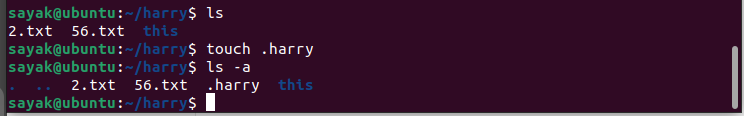 sayak@ubuntu:~/harry$ ls
2.txt  56.txt  this
sayak@ubuntu:~/harry$ touch .harry
sayak@ubuntu:~/harry$ ls -a
.  ..  2.txt  56.txt  .harry  this
sayak@ubuntu:~/harry$